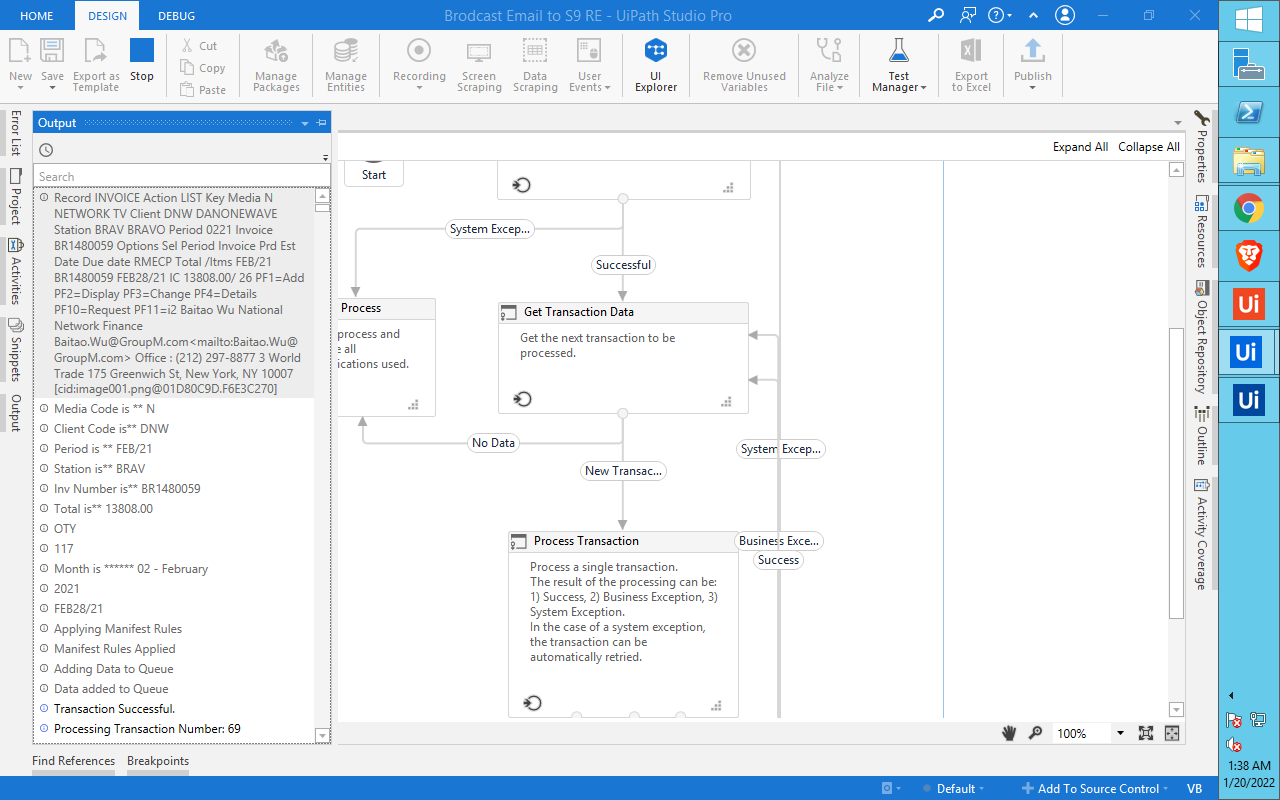 HOME DESIGN DEBUG Brodcast Email to S9 RE - UiPath Studio Pro
New Save Export as Template Stop
Cut
Copy
Paste
Manage Packages
Manage Entities
Recording
Screen Scraping
Data Scraping
User Events
UI Explorer
Remove Unused Variables
Analyze File
Test Manager
Export to Excel
Publish
Error List
Project
Activities
Snippets
Output
Output
Search
Record INVOICE Action LIST Key Media N
NETWORK TV Client DNW DANONEWAVE
Station BRAV BRAVO Period 0221 Invoice
BR1480059 Options Sel Period Invoice Prd Est
Date Due date RMECP Total /Itms FEB/21
BR1480059 FEB28/21 IC 13808.00/ 26 PF1=Add
PF2=Display PF3=Change PF4=Details
PF10=Request PF11=i2 Baitao Wu National
Network Finance
Baitao.Wu@GroupM.com<mailto:Baitao.Wu@
GroupM.com> Office : (212) 297-8877 3 World
Trade 175 Greenwich St, New York, NY 10007
[cid:image001.png@01D80C9D.F6E3C270]
Media Code is ** N
Client Code is** DNW
Period is ** FEB/21
Station is** BRAV
Inv Number is** BR1480059
Total is** 13808.00
OTY
117
Month is ****** 02 - February
2021
FEB28/21
Applying Manifest Rules
Manifest Rules Applied
Adding Data to Queue
Data added to Queue
Transaction Successful.
Processing Transaction Number: 69
Find References Breakpoints
Expand All Collapse All
Start
System Excep...
Successful
Process
process and
e all
ications used.
Get Transaction Data
Get the next transaction to be
processed.
No Data
System Excep...
New Transac...
Process Transaction
Business Exce...
Success
Process a single transaction.
The result of the processing can be:
1) Success, 2) Business Exception, 3)
System Exception.
In the case of a system exception,
the transaction can be
automatically retried.
100%
Properties
Resources
Object Repository
Outline
Activity Coverage
Default Add To Source Control VB
Ui
Ui
Ui
1:38 AM
1/20/2022